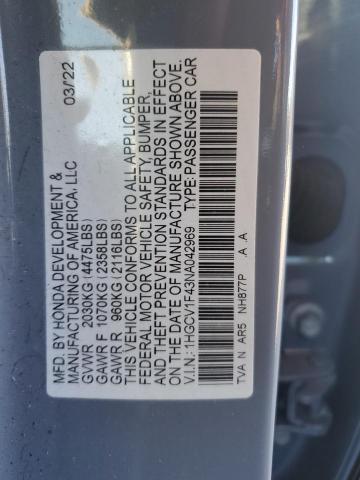 MFD. BY HONDA DEVELOPMENT & 03/22
MANUFACTURING OF AMERICA, LLC
GVWR 2030KG (4475LBS)
GAWR F 1070KG (2358LBS)
GAWR R 960KG (2118LBS)
THIS VEHICLE CONFORMS TO ALL APPLICABLE
FEDERAL MOTOR VEHICLE SAFETY, BUMPER,
AND THEFT PREVENTION STANDARDS IN EFFECT
ON THE DATE OF MANUFACTURE SHOWN ABOVE.
V.I.N.: 1HGCV1F43NA042969 TYPE: PASSENGER CAR
TVA N AR5 NH877P A A